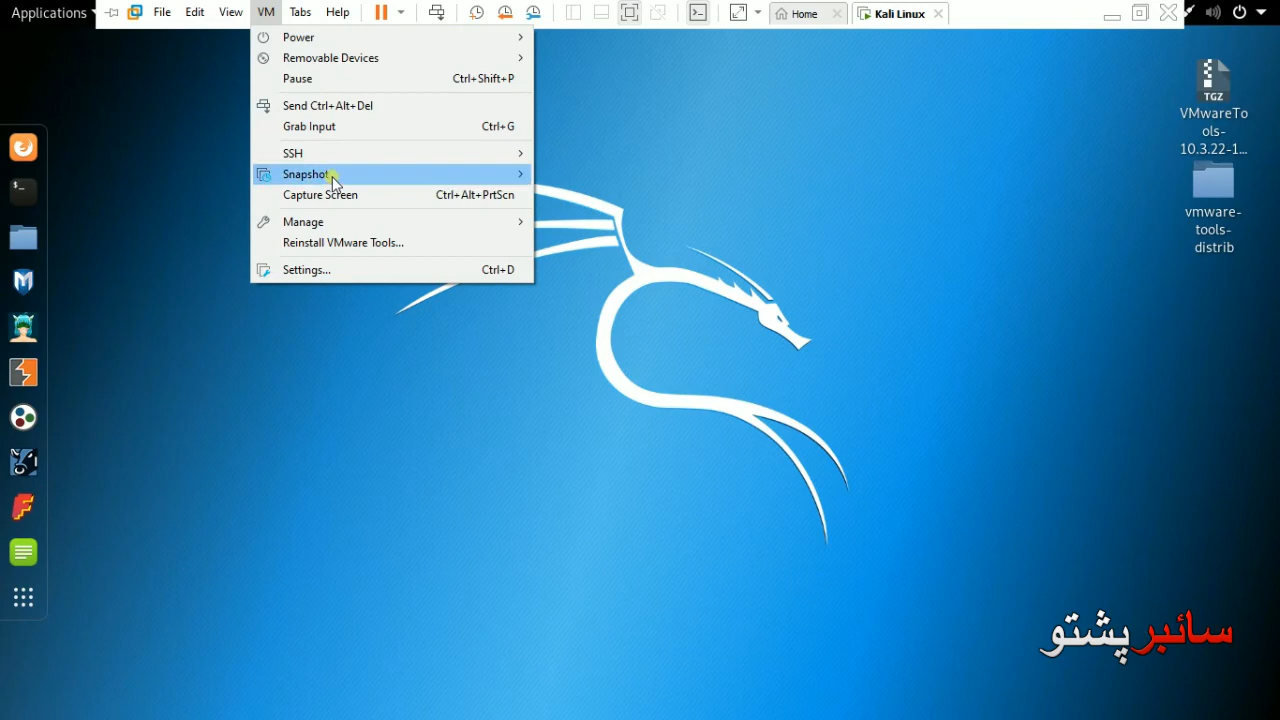 Applications
File Edit View VM Tabs Help
Home
Kali Linux
Power
Removable Devices
Pause Ctrl+Shift+P
Send Ctrl+Alt+Del
Grab Input Ctrl+G
SSH
Snapshot
Capture Screen Ctrl+Alt+PrtScn
Manage
Reinstall VMware Tools...
Settings... Ctrl+D
TGZ
VMwareTo
ols-
10.3.22-1...
vmware-
tools-
distrib
سائبر پشتو